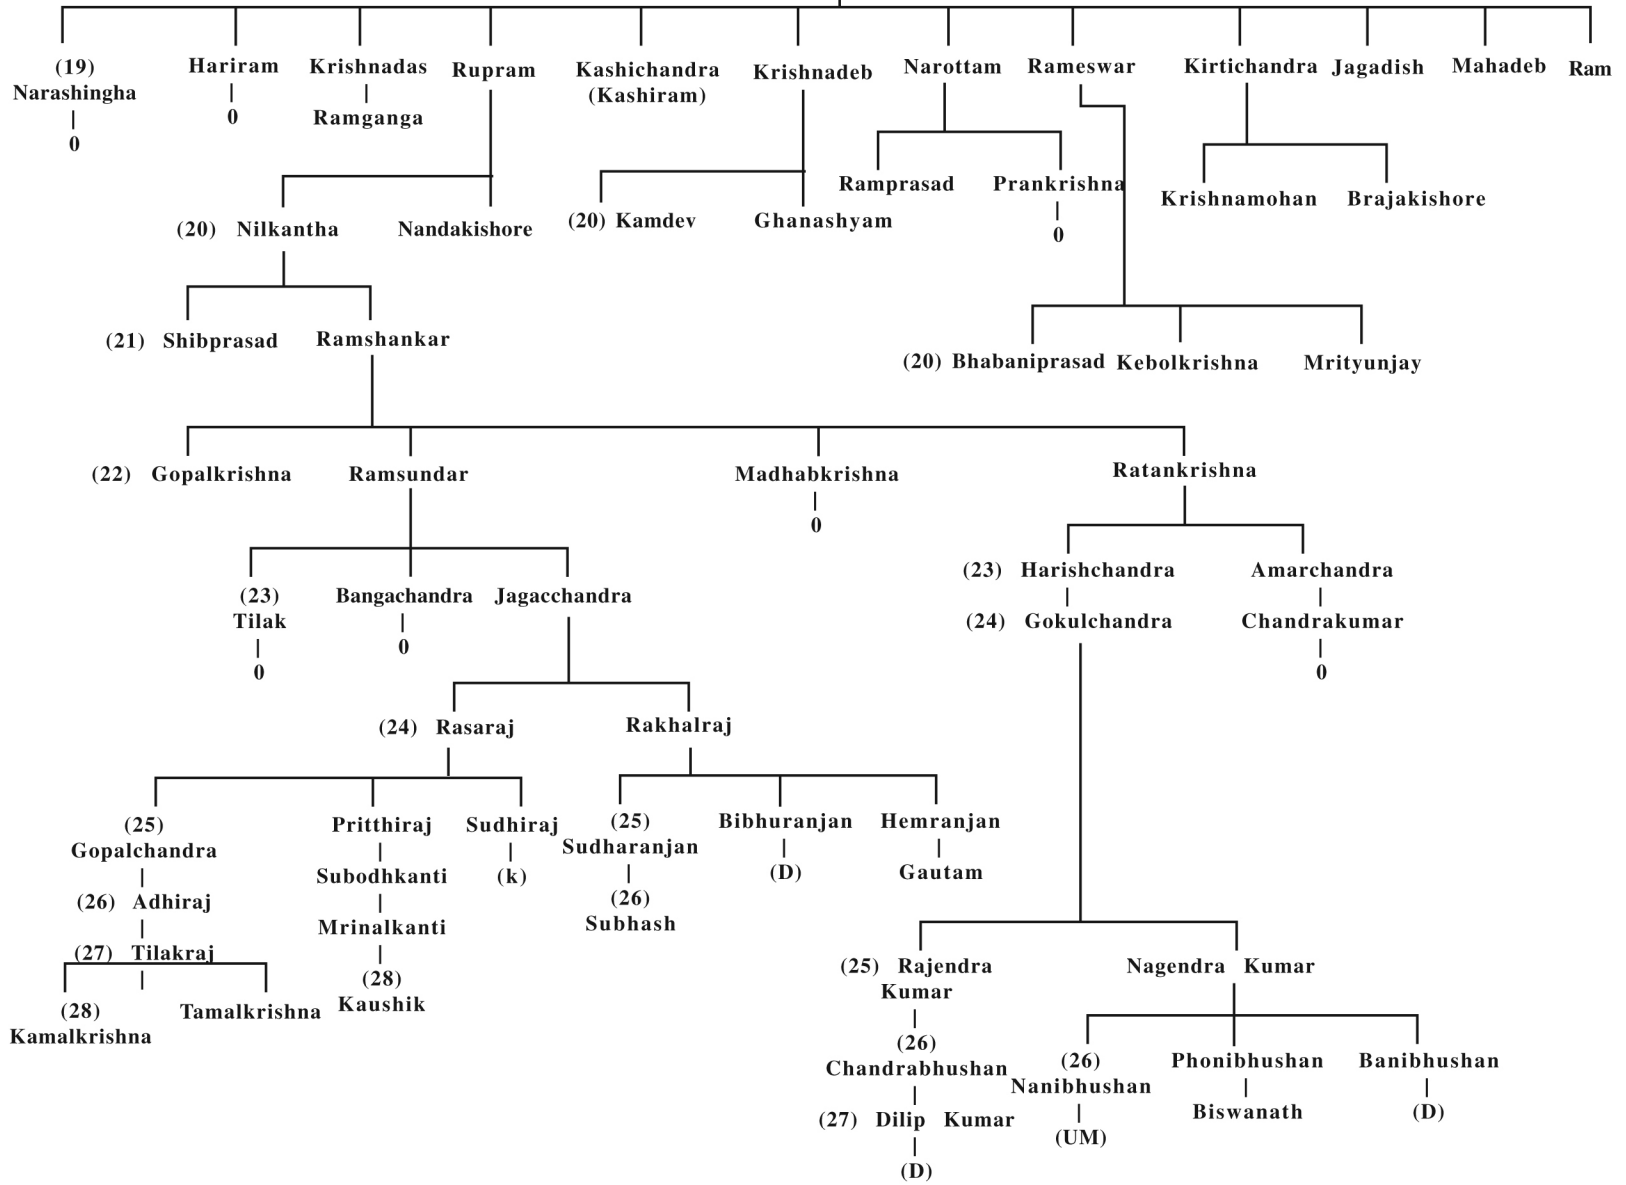 (19) Hariram Krishnadas Rupram Kashichandra Krishnadeb Narottam Rameswar Kirtichandra Jagadish Mahadeb Ram
Narashingha (Kashiram)
0 Ramganga
0
Ramprasad Prankrishna Krishnamohan Brajakishore
(20) Nilkantha Nandakishore (20) Kamdev Ghanashyam
0
(21) Shibprasad Ramshankar
(20) Bhabaniprasad Kebolkrishna Mrityunjay
(22) Gopalkrishna Ramsundar Madhabkrishna Ratankrishna
0
(23) Harishchandra Amarchandra
(23) Bangachandra Jagacchandra
Tilak (24) Gokulchandra Chandrakumar
0
0 0
(24) Rasaraj Rakhalraj
(25) Pritthiraj Sudhiraj (25) Bibhuranjan Hemranjan
Gopalchandra Sudharanjan
Subodhkanti (k) (D) Gautam
(26) Adhiraj (26)
Mrinalkanti Subhash
(27) Tilakraj
(28) (25) Rajendra Nagendra Kumar
Kaushik Kumar
(28) Tamalkrishna
Kamalkrishna
(26)
Chandrabhushan (26) Phonibhushan Banibhushan
Nanibhushan
(27) Dilip Kumar Biswanath (D)
(UM)
(D)